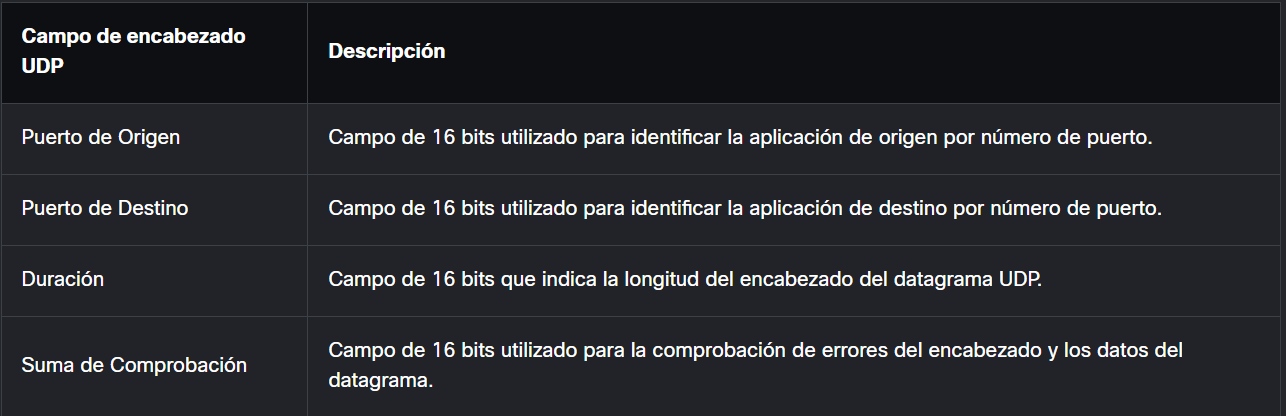 Campo de encabezado
UDP
Descripción
Puerto de Origen
Campo de 16 bits utilizado para identificar la aplicación de origen por número de puerto.
Puerto de Destino
Campo de 16 bits utilizado para identificar la aplicación de destino por número de puerto.
Duración
Campo de 16 bits que indica la longitud del encabezado del datagrama UDP.
Suma de Comprobación
Campo de 16 bits utilizado para la comprobación de errores del encabezado y los datos del
datagrama.